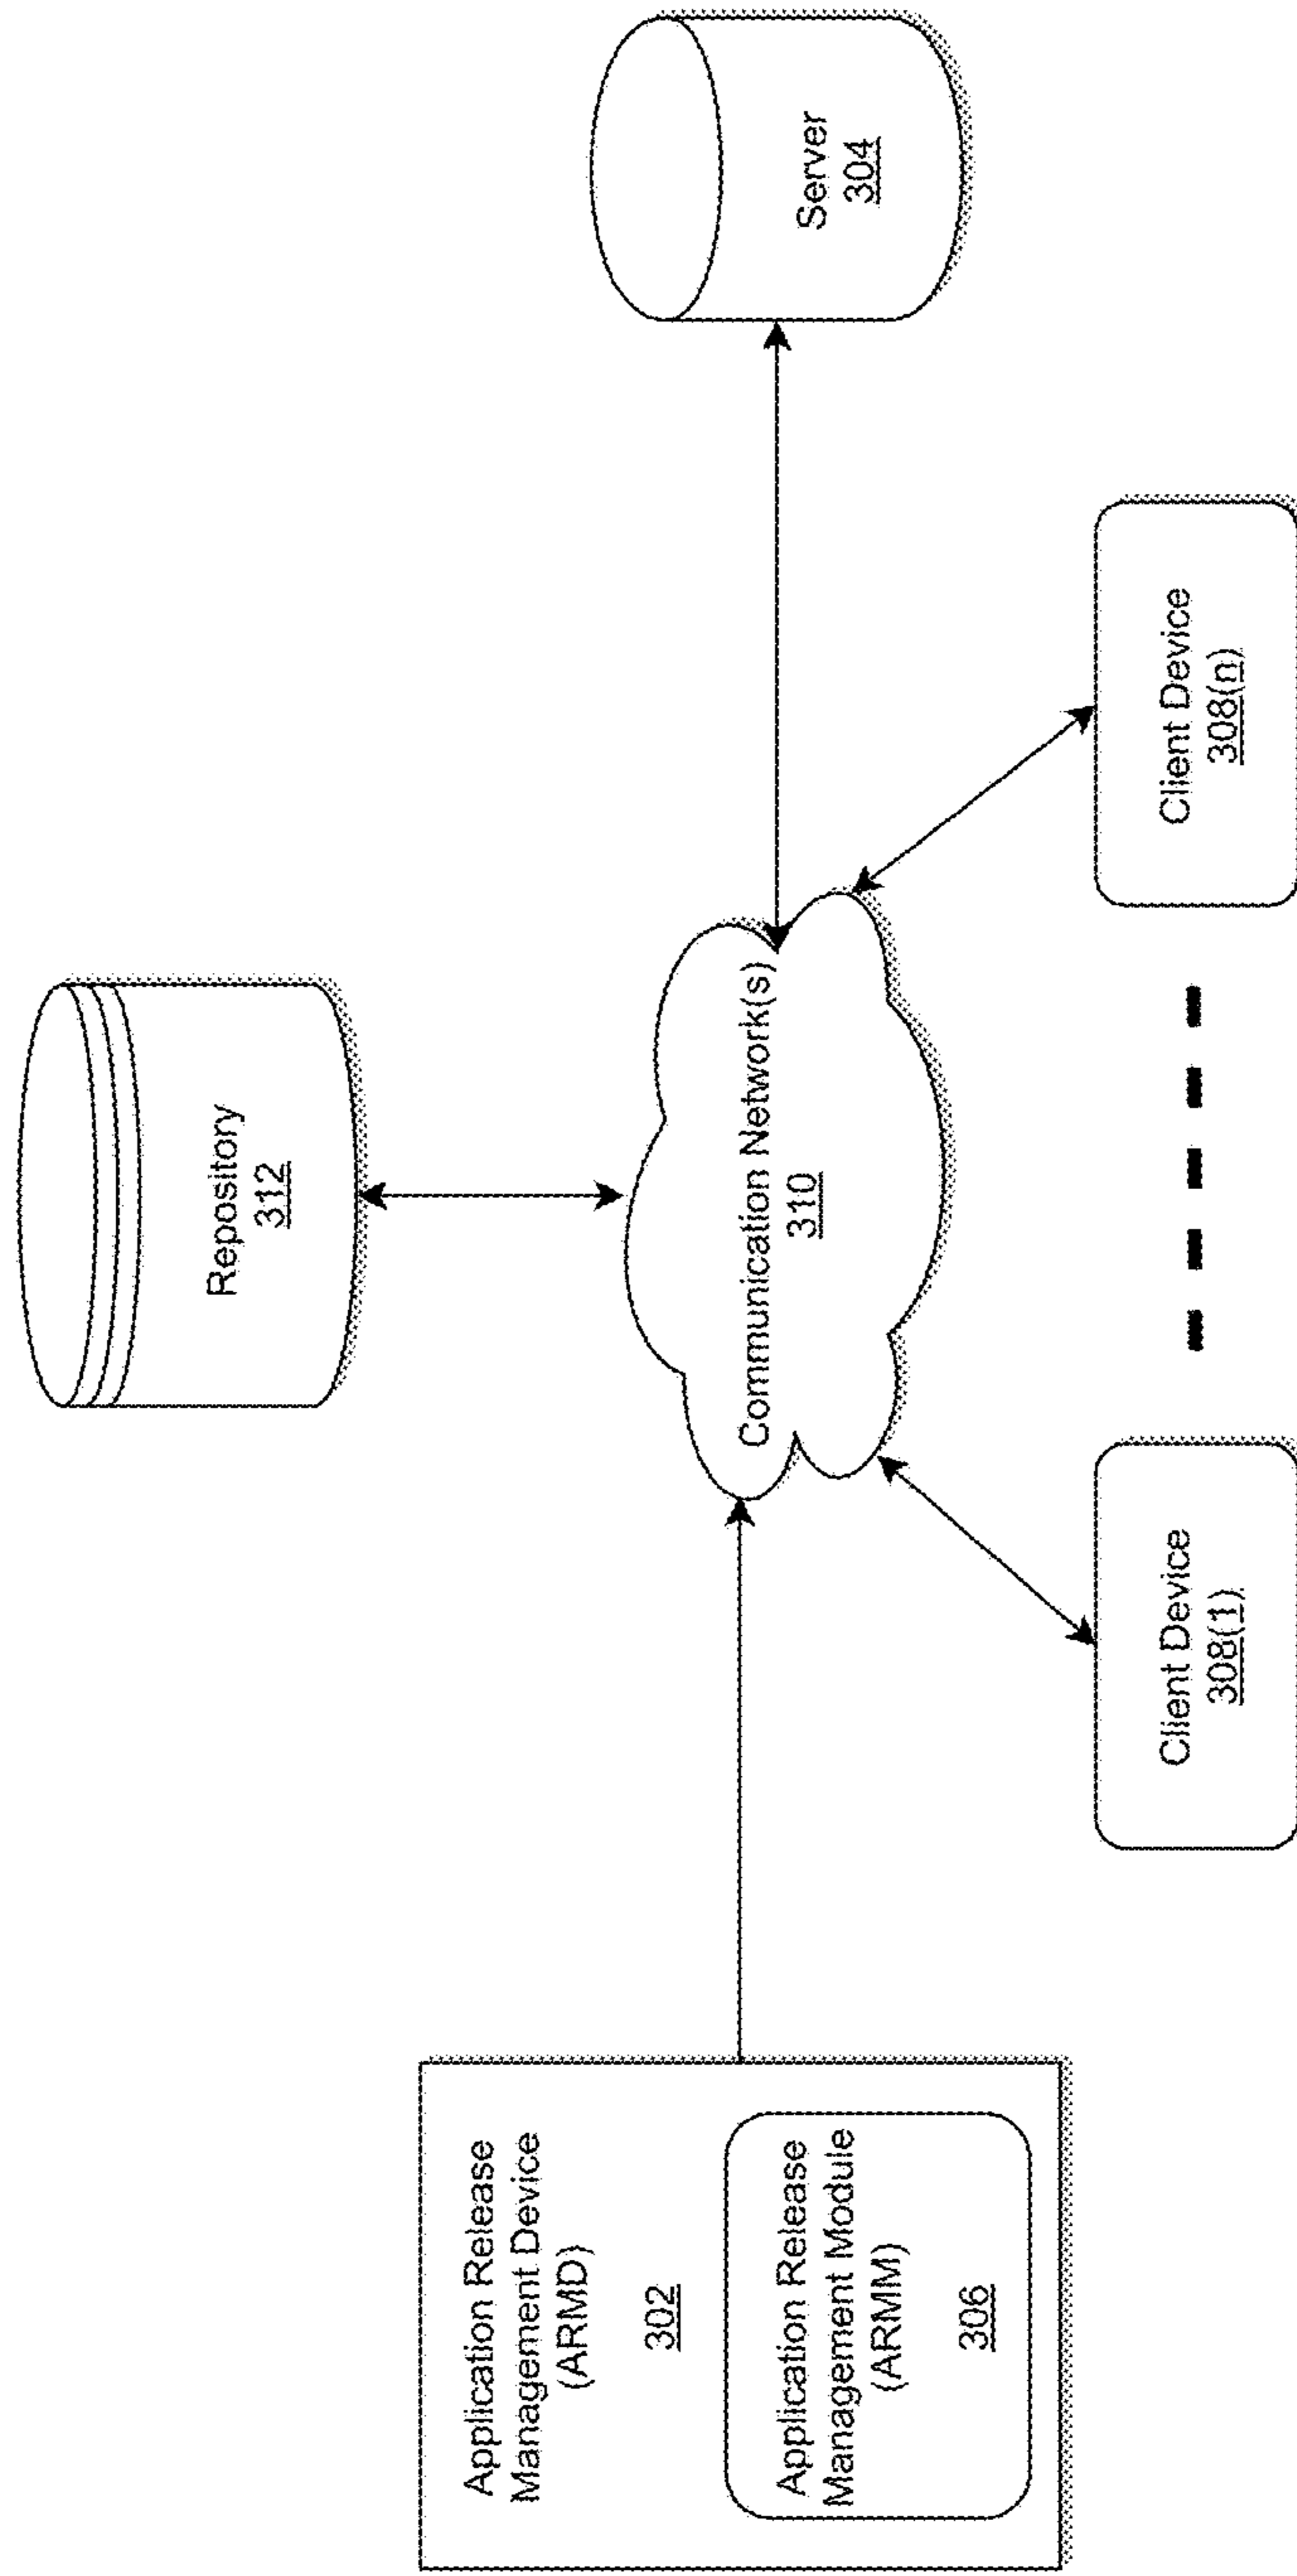 Repository
312
Application Release
Management Device
(ARMD)
302
Application Release
Management Module
(ARMM)
306
Communication Network(s)
310
Server
304
Client Device
308(1)
Client Device
308(n)